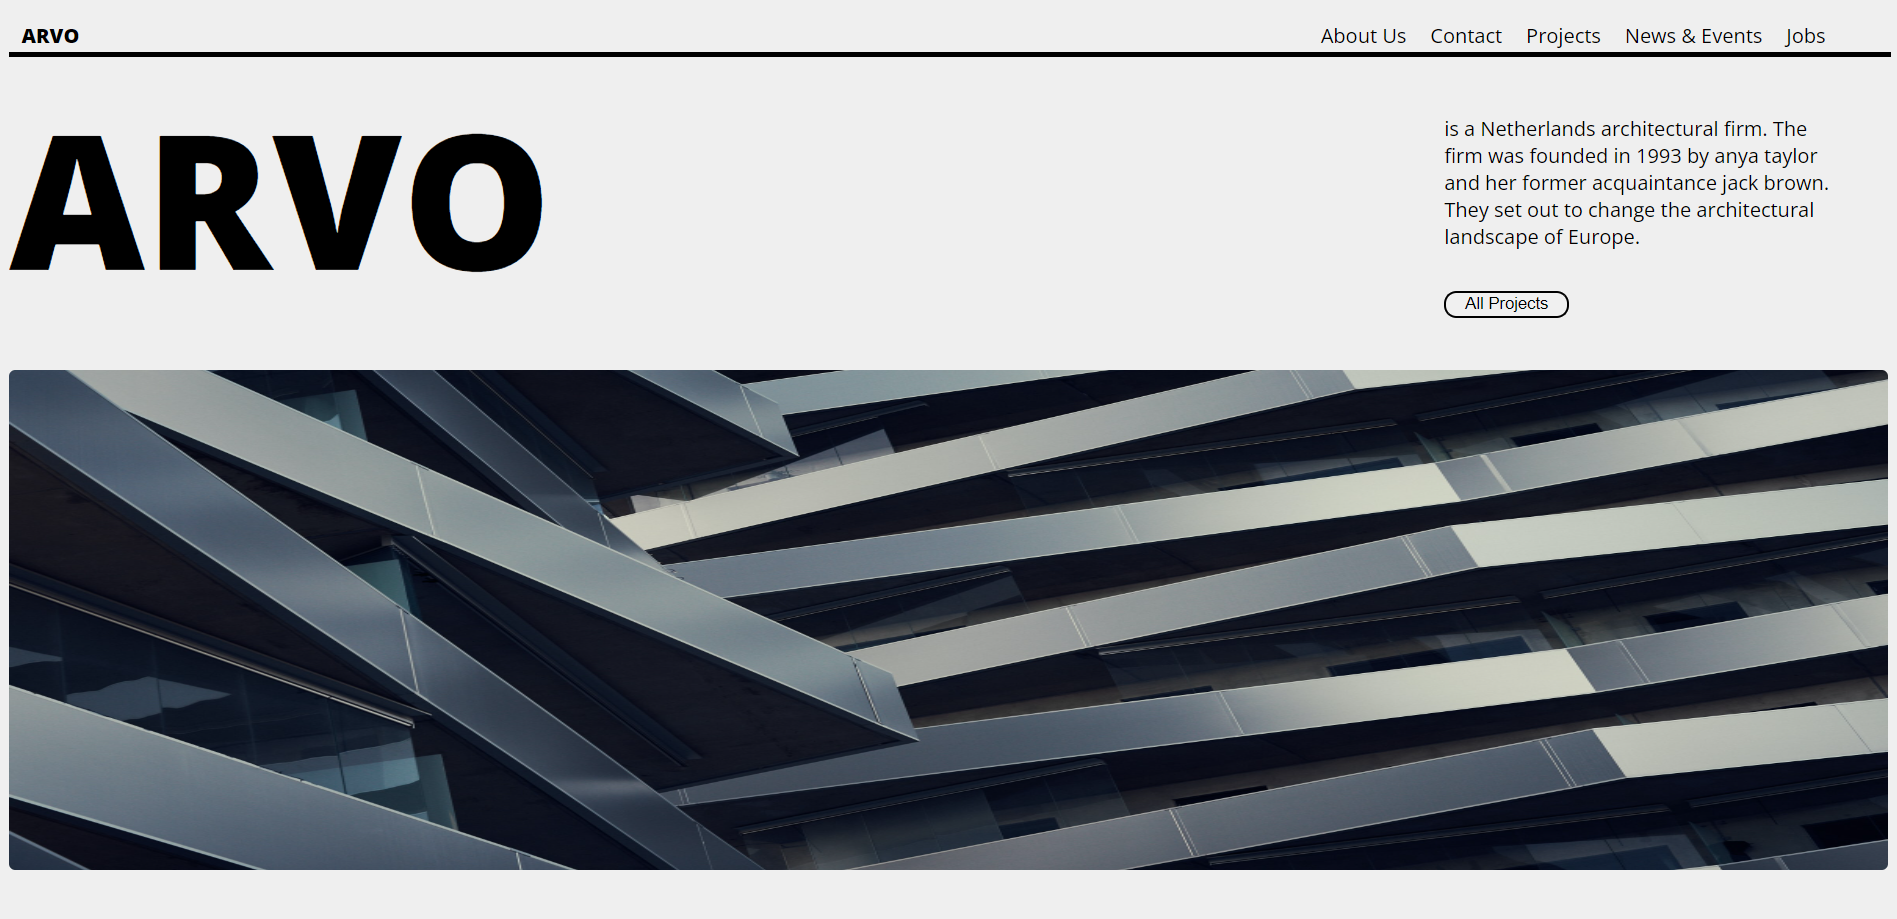 ARVO
About Us Contact Projects News & Events Jobs
ARVO
is a Netherlands architectural firm. The
firm was founded in 1993 by anya taylor
and her former acquaintance jack brown.
They set out to change the architectural
landscape of Europe.
All Projects